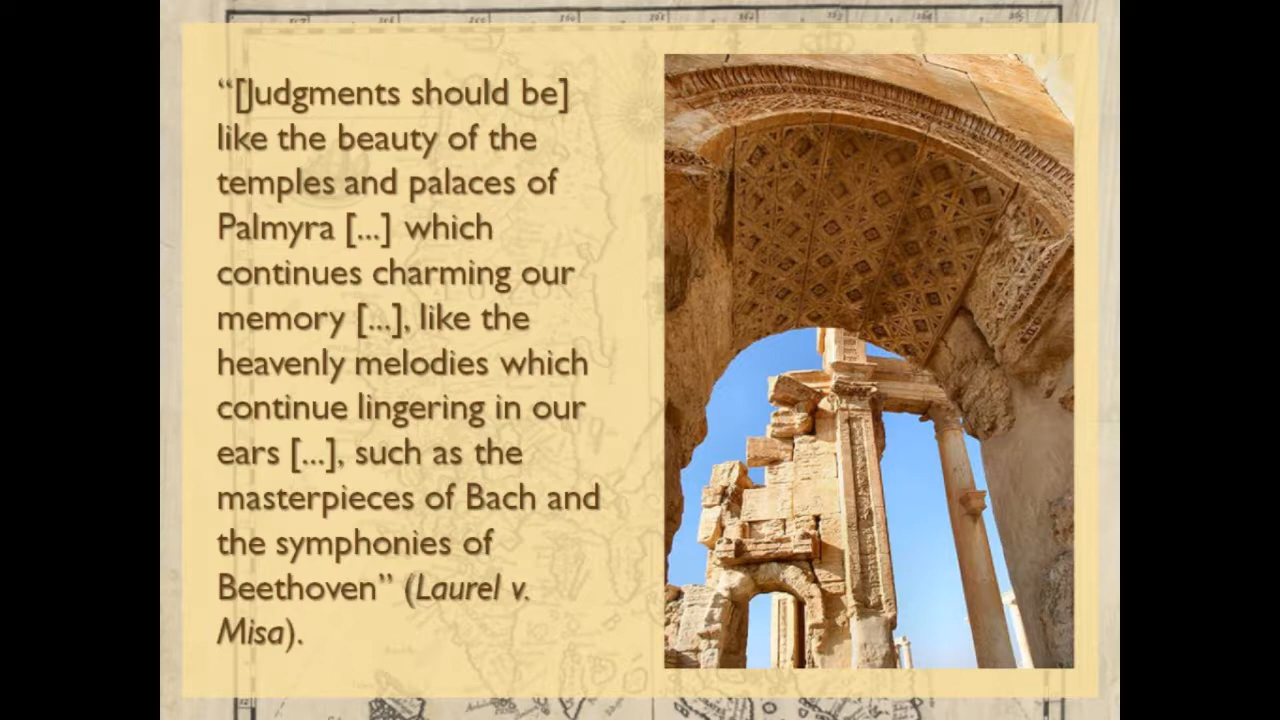 “[Judgments should be]
like the beauty of the
temples and palaces of
Palmyra [...] which
continues charming our
memory [...], like the
heavenly melodies which
continue lingering in our
ears [...], such as the
masterpieces of Bach and
the symphonies of
Beethoven” (Laurel v.
Misa).